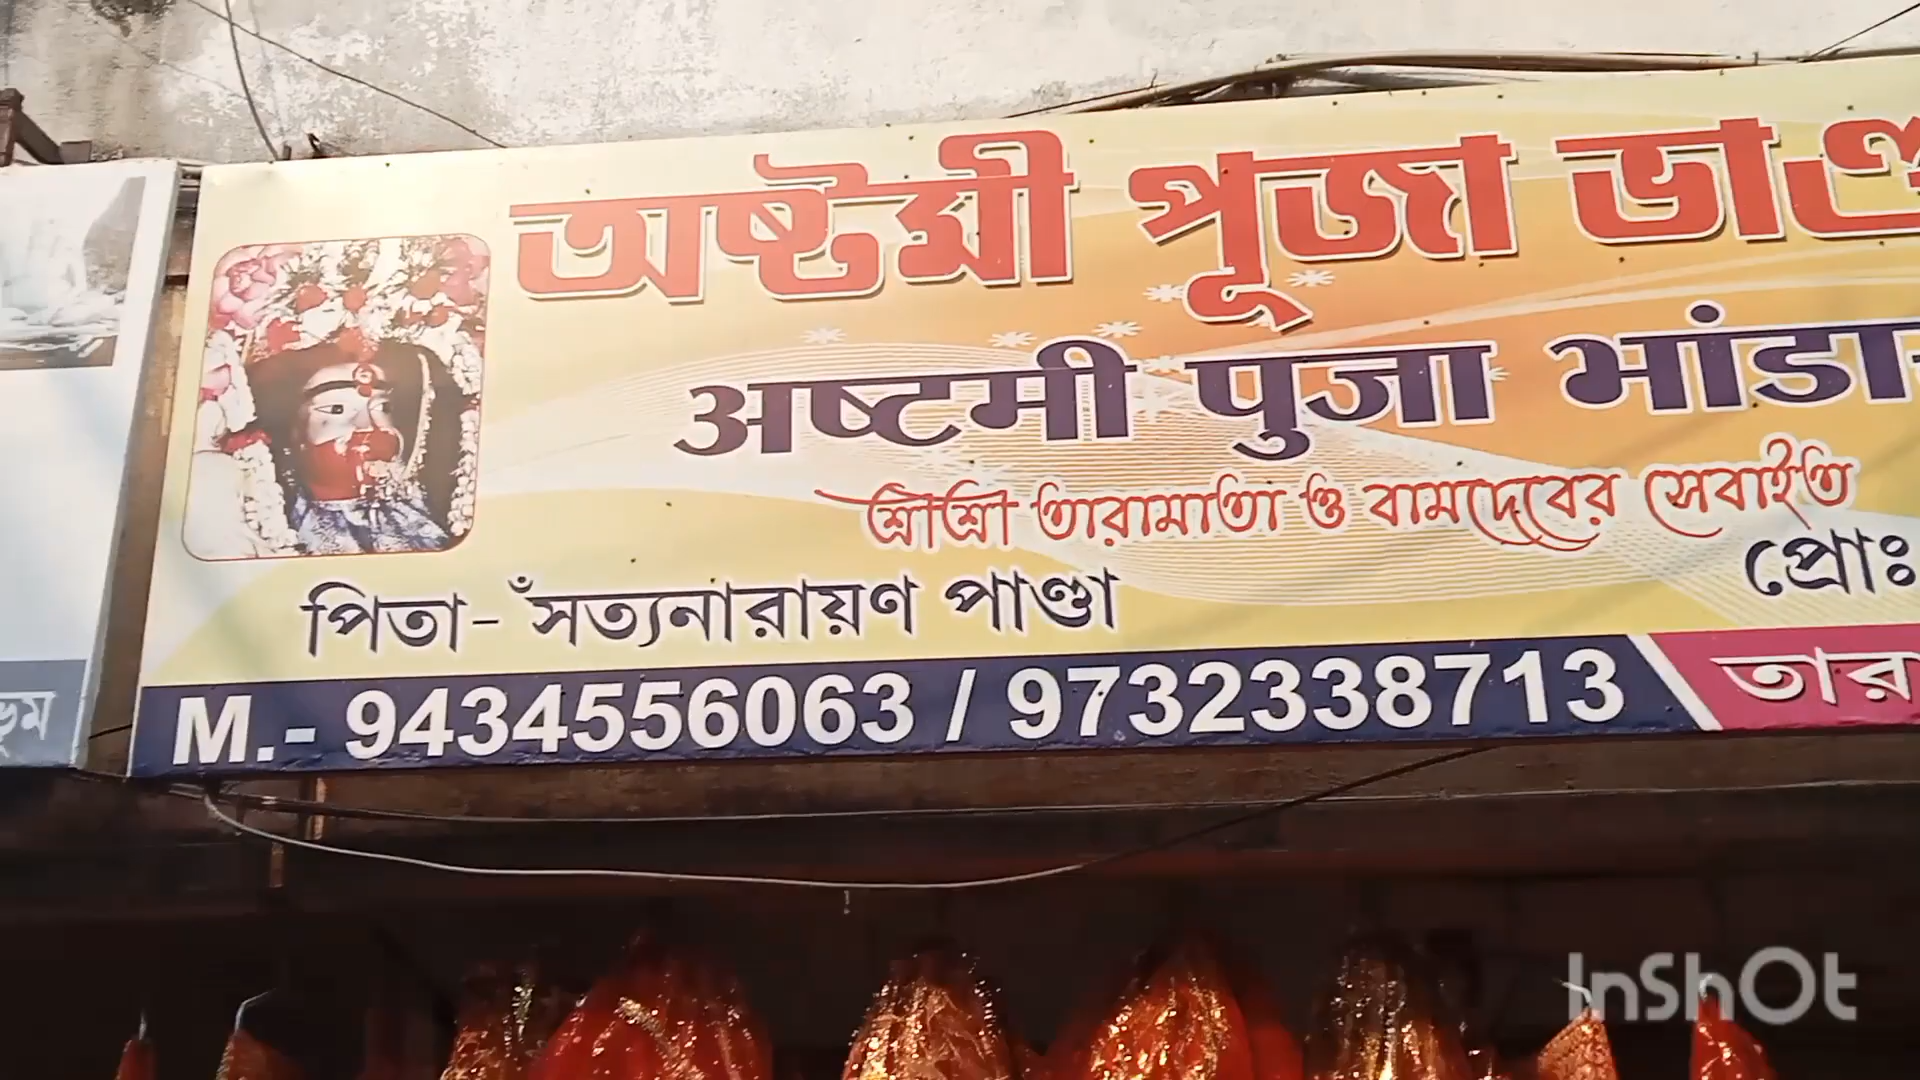 অষ্টমী পূজা
अष्टमी पुजा
শ্রীশ্রী তারামাতা ও বামদেবের সেবাইত
প্রোঃ
পিতা- ঁসত্যনারায়ণ পাণ্ডা
M.- 9434556063 / 9732338713
InShOt